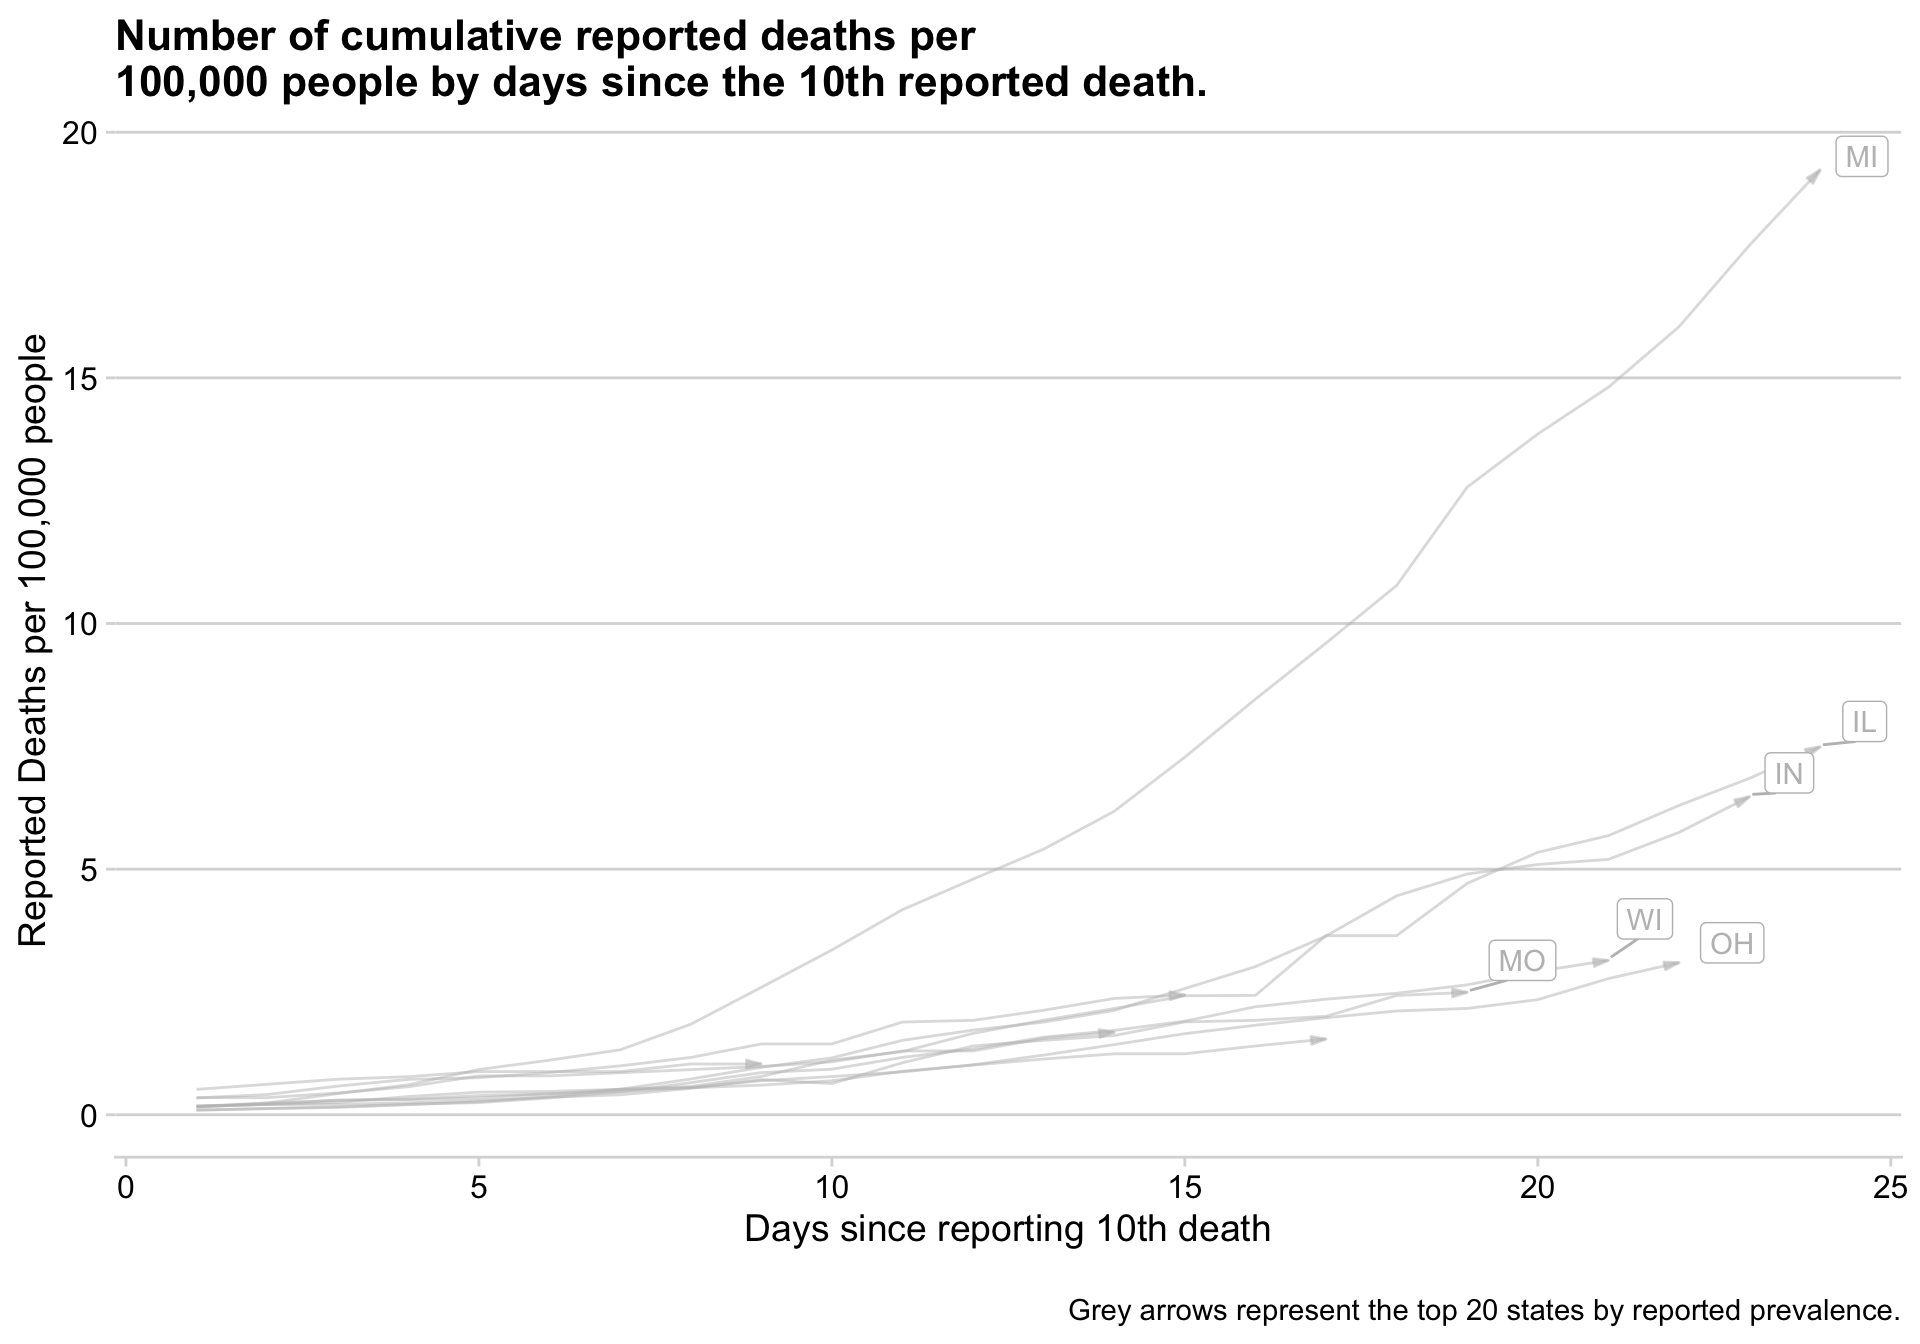 Number of cumulative reported deaths per
100,000 people by days since the 10th reported death.
Reported Deaths per 100,000 people
20
15
10
5
0
MI
IL
IN
WI
OH
MO
0 5 10 15 20 25
Days since reporting 10th death
Grey arrows represent the top 20 states by reported prevalence.